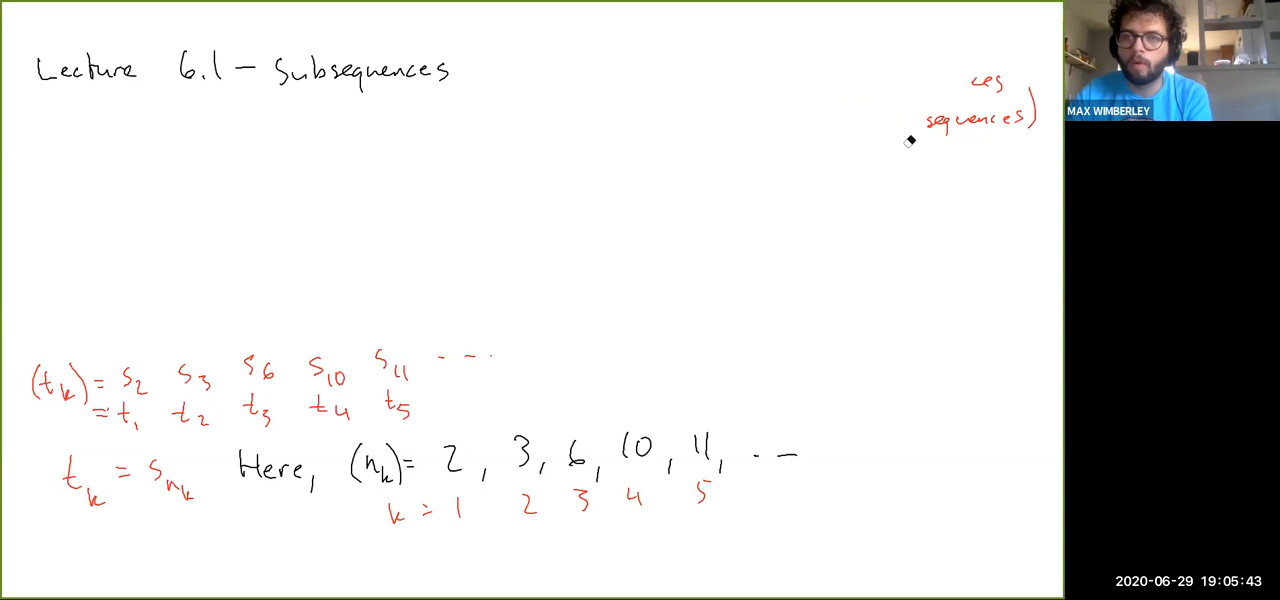 Lecture 6.1 - Subsequences
ces
sequences)
MAX WIMBERLEY
(t_k) = s_2 s_3 s_6 s_10 s_11 ...
= t_1 t_2 t_3 t_4 t_5
t_k = s_n_k Here, (n_k) = 2, 3, 6, 10, 11, ...
k = 1 2 3 4 5
2020-06-29 19:05:43